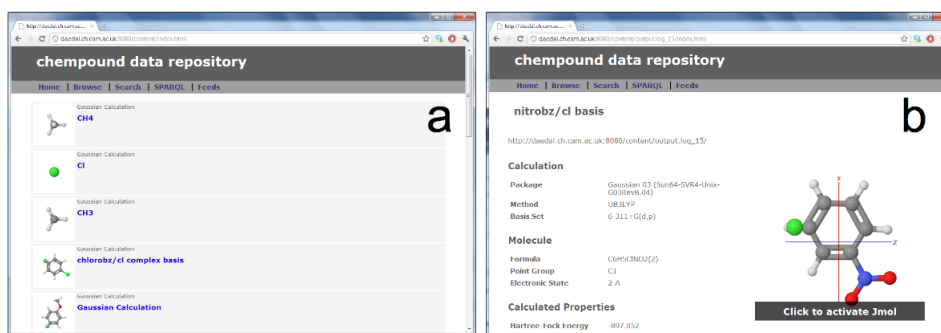 http://daedal.ch.cam.ac...
daedal.ch.cam.ac.uk:8080/content/index.html
chempound data repository
Home | Browse | Search | SPARQL | Feeds
a
Gaussian Calculation
CH4
Gaussian Calculation
Cl
Gaussian Calculation
CH3
Gaussian Calculation
chlorobz/cl complex basis
Gaussian Calculation
Gaussian Calculation
http://daedal.ch.cam.ac...
daedal.ch.cam.ac.uk:8080/content/output.log_15/index.html
chempound data repository
Home | Browse | Search | SPARQL | Feeds
b
nitrobz/cl basis
http://daedal.ch.cam.ac.uk:8080/content/output.log_15/
Calculation
Package Gaussian 03 (Sun64-SVR4-Unix-
G03RevB.04)
Method UB3LYP
Basis Set 6-311+G(d,p)
Molecule
Formula C6H5ClNO2(2)
Point Group C1
Electronic State 2 A
Calculated Properties
Hartree-Fock Energy -897.052
X
Z
Click to activate Jmol